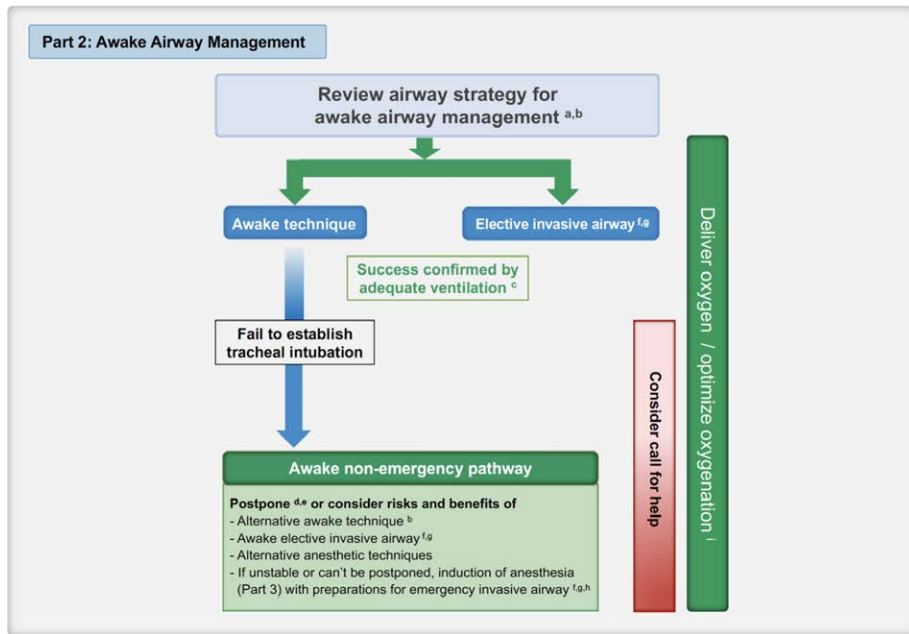 Part 2: Awake Airway Management
Review airway strategy for
awake airway management a,b
Awake technique
Elective invasive airway f,g
Success confirmed by
adequate ventilation c
Fail to establish
tracheal intubation
Awake non-emergency pathway
Postpone d,e or consider risks and benefits of
- Alternative awake technique b
- Awake elective invasive airway f,g
- Alternative anesthetic techniques
- If unstable or can't be postponed, induction of anesthesia
(Part 3) with preparations for emergency invasive airway f,g,h
Consider call for help
Deliver oxygen / optimize oxygenation i